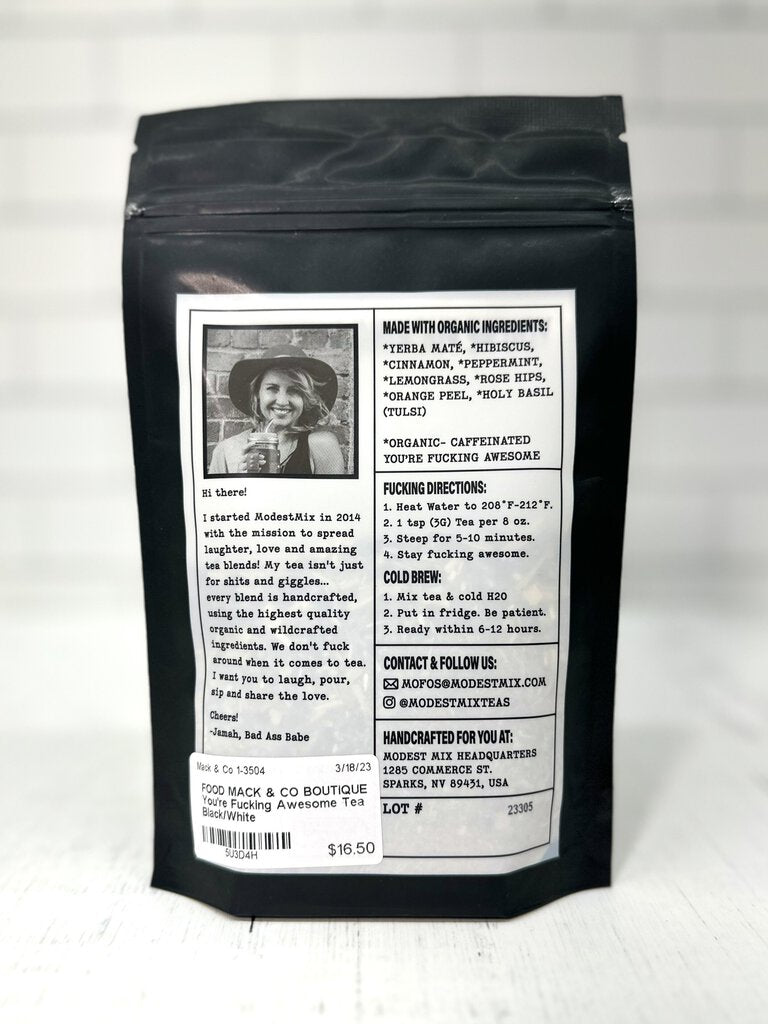 Hi there!
I started ModestMix in 2014
with the mission to spread
laughter, love and amazing
tea blends! My tea isn't just
for shits and giggles...
every blend is handcrafted,
using the highest quality
organic and wildcrafted
ingredients. We don't fuck
around when it comes to tea.
I want you to laugh, pour,
sip and share the love.
Cheers!
-Jamah, Bad Ass Babe
MADE WITH ORGANIC INGREDIENTS:
*YERBA MATÉ, *HIBISCUS,
*CINNAMON, *PEPPERMINT,
*LEMONGRASS, *ROSE HIPS,
*ORANGE PEEL, *HOLY BASIL
(TULSI)
*ORGANIC- CAFFEINATED
YOU'RE FUCKING AWESOME
FUCKING DIRECTIONS:
1. Heat Water to 208°F-212°F.
2. 1 tsp (3G) Tea per 8 oz.
3. Steep for 5-10 minutes.
4. Stay fucking awesome.
COLD BREW:
1. Mix tea & cold H20
2. Put in fridge. Be patient.
3. Ready within 6-12 hours.
CONTACT & FOLLOW US:
MOFOS@MODESTMIX.COM
@MODESTMIXTEAS
HANDCRAFTED FOR YOU AT:
MODEST MIX HEADQUARTERS
1285 COMMERCE ST.
SPARKS, NV 89431, USA
LOT # 23305
Mack & Co 1-3504 3/18/23
FOOD MACK & CO BOUTIQUE
You're Fucking Awesome Tea
Black/White
5U3D4H $16.50